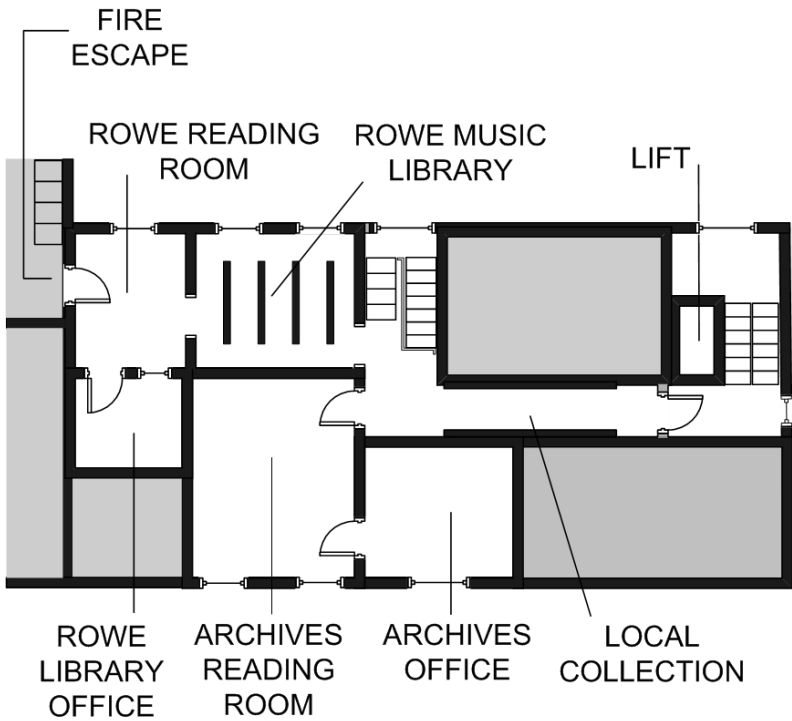 FIRE
ESCAPE
ROWE READING
ROOM
ROWE MUSIC
LIBRARY
LIFT
ROWE
LIBRARY
OFFICE
ARCHIVES
READING
ROOM
ARCHIVES
OFFICE
LOCAL
COLLECTION